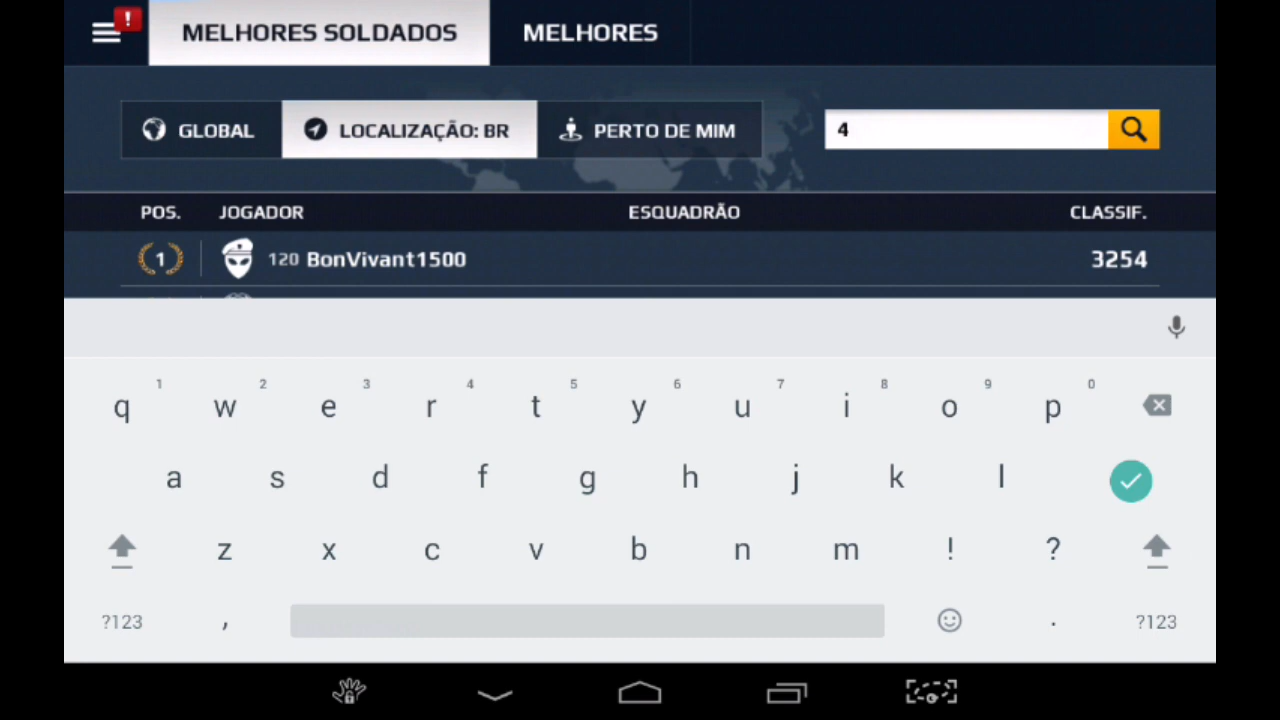 !
MELHORES SOLDADOS MELHORES
GLOBAL LOCALIZAÇÃO: BR PERTO DE MIM 4
POS. JOGADOR ESQUADRÃO CLASSIF.
1 120 BonVivant1500 3254
1 2 3 4 5 6 7 8 9 0
q w e r t y u i o p
a s d f g h j k l
z x c v b n m ! ?
?123 , . ?123